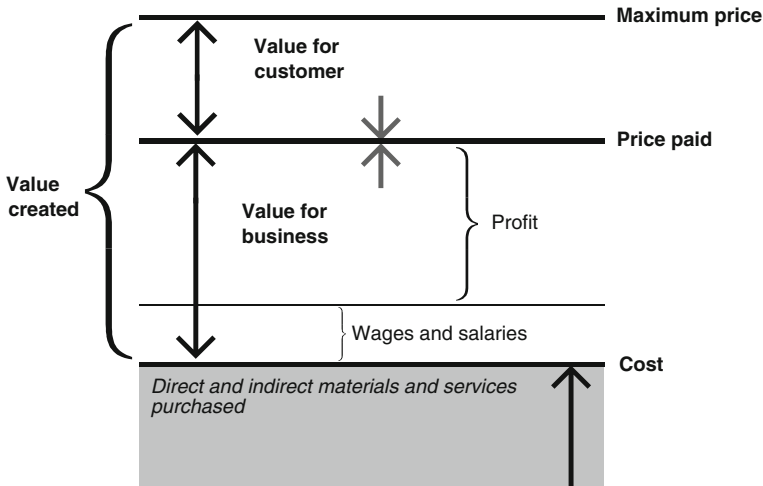 Maximum price
Value for
customer
Price paid
Value
created
Value for
business
Profit
Wages and salaries
Cost
Direct and indirect materials and services
purchased